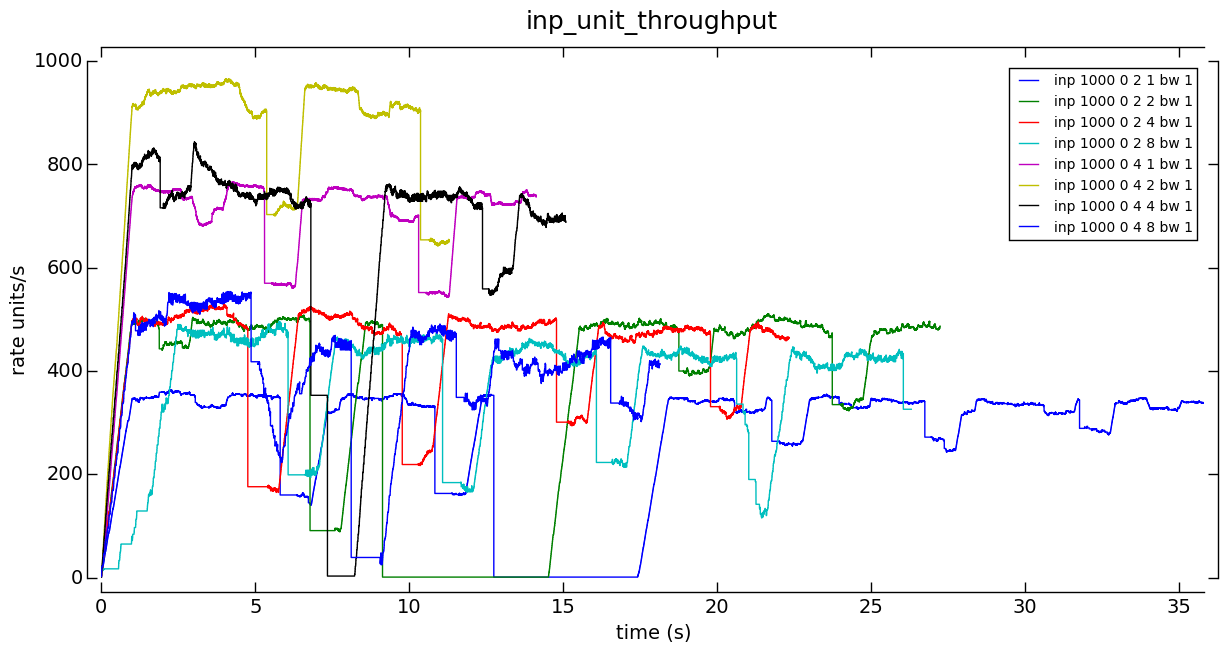 inp_unit_throughput
1000
800
600
400
200
0
rate units/s
inp 1000 0 2 1 bw 1
inp 1000 0 2 2 bw 1
inp 1000 0 2 4 bw 1
inp 1000 0 2 8 bw 1
inp 1000 0 4 1 bw 1
inp 1000 0 4 2 bw 1
inp 1000 0 4 4 bw 1
inp 1000 0 4 8 bw 1
0 5 10 15 20 25 30 35
time (s)